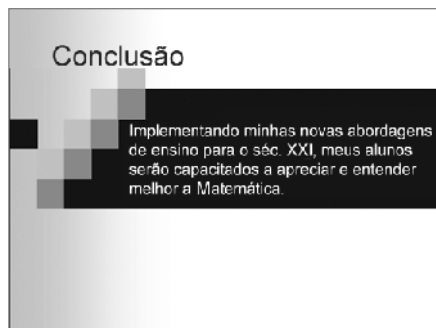 Conclusão
Implementando minhas novas abordagens
de ensino para o séc. XXI, meus alunos
serão capacitados a apreciar e entender
melhor a Matemática.